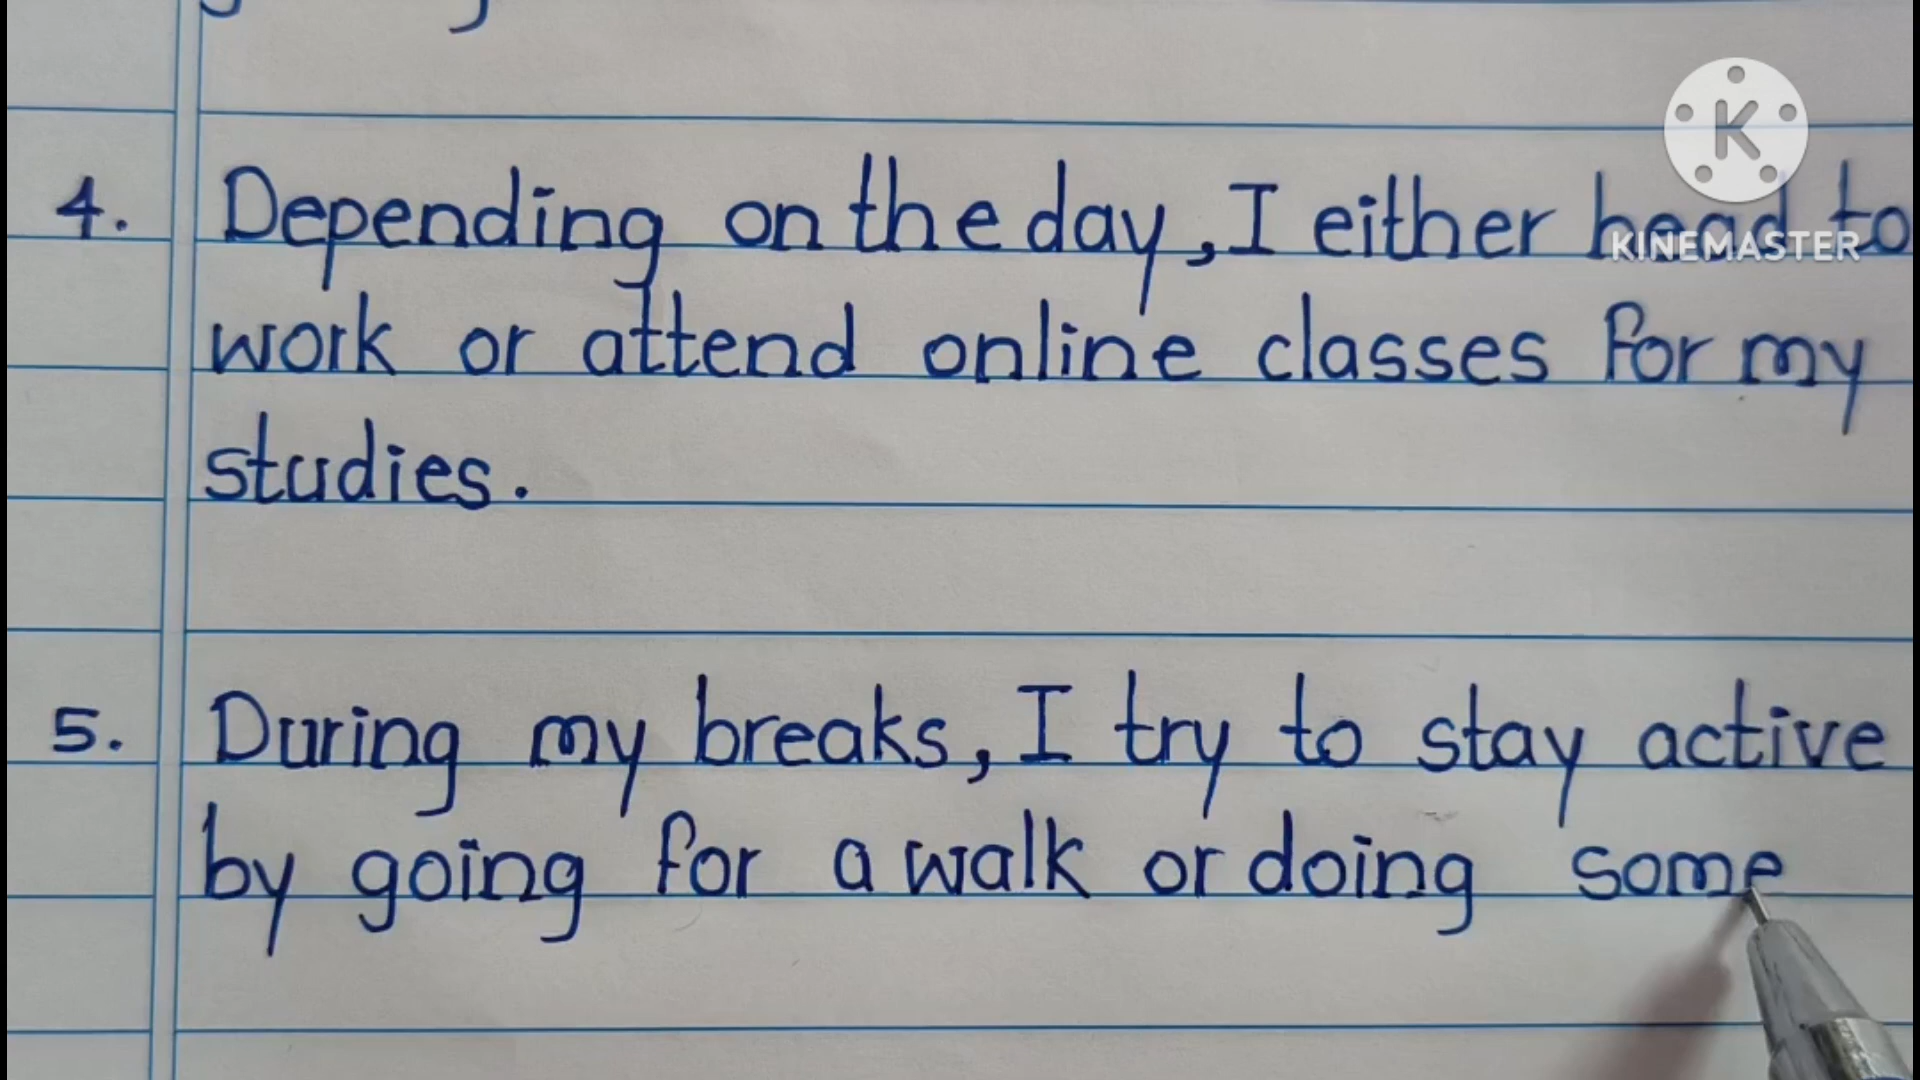 K
KINEMASTER
4. Depending on the day, I either head to
work or attend online classes for my
studies.
5. During my breaks, I try to stay active
by going for a walk or doing some